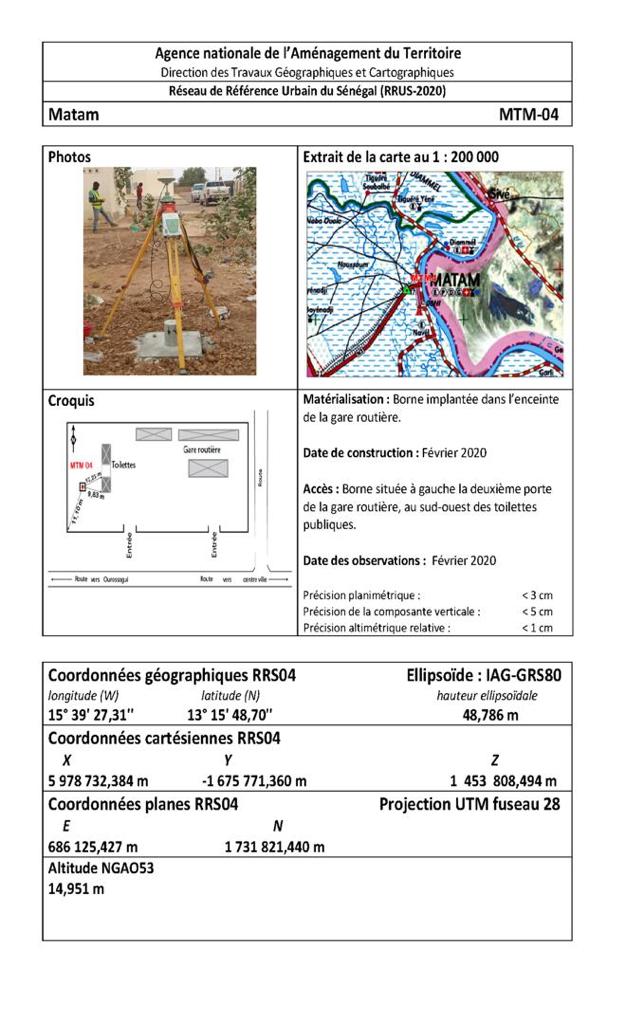 Agence nationale de l'Aménagement du Territoire
Direction des Travaux Géographiques et Cartographiques
Réseau de Référence Urbain du Sénégal (RRUS-2020)
Matam MTM-04
Photos
Extrait de la carte au 1 : 200 000
Tiguéré
Soubalbé
DIAMMEL
Tiguéré Yéné
Sivé
Nabe Ouolo
Diammél
MATAM
Navél
Garli
Croquis
MTM 04
Toilettes
Gare routière
9,83 m
11,10 m
Entrée
Entrée
Route
Route vers Ourossogui
Route vers centre ville
Matérialisation : Borne implantée dans l'enceinte
de la gare routière.
Date de construction : Février 2020
Accès : Borne située à gauche la deuxième porte
de la gare routière, au sud-ouest des toilettes
publiques.
Date des observations : Février 2020
Précision planimétrique : < 3 cm
Précision de la composante verticale : < 5 cm
Précision altimétrique relative : < 1 cm
Coordonnées géographiques RRS04 Ellipsoïde : IAG-GRS80
longitude (W) latitude (N) hauteur ellipsoïdale
15° 39' 27,31'' 13° 15' 48,70'' 48,786 m
Coordonnées cartésiennes RRS04
X Y Z
5 978 732,384 m -1 675 771,360 m 1 453 808,494 m
Coordonnées planes RRS04 Projection UTM fuseau 28
E N
686 125,427 m 1 731 821,440 m
Altitude NGAO53
14,951 m